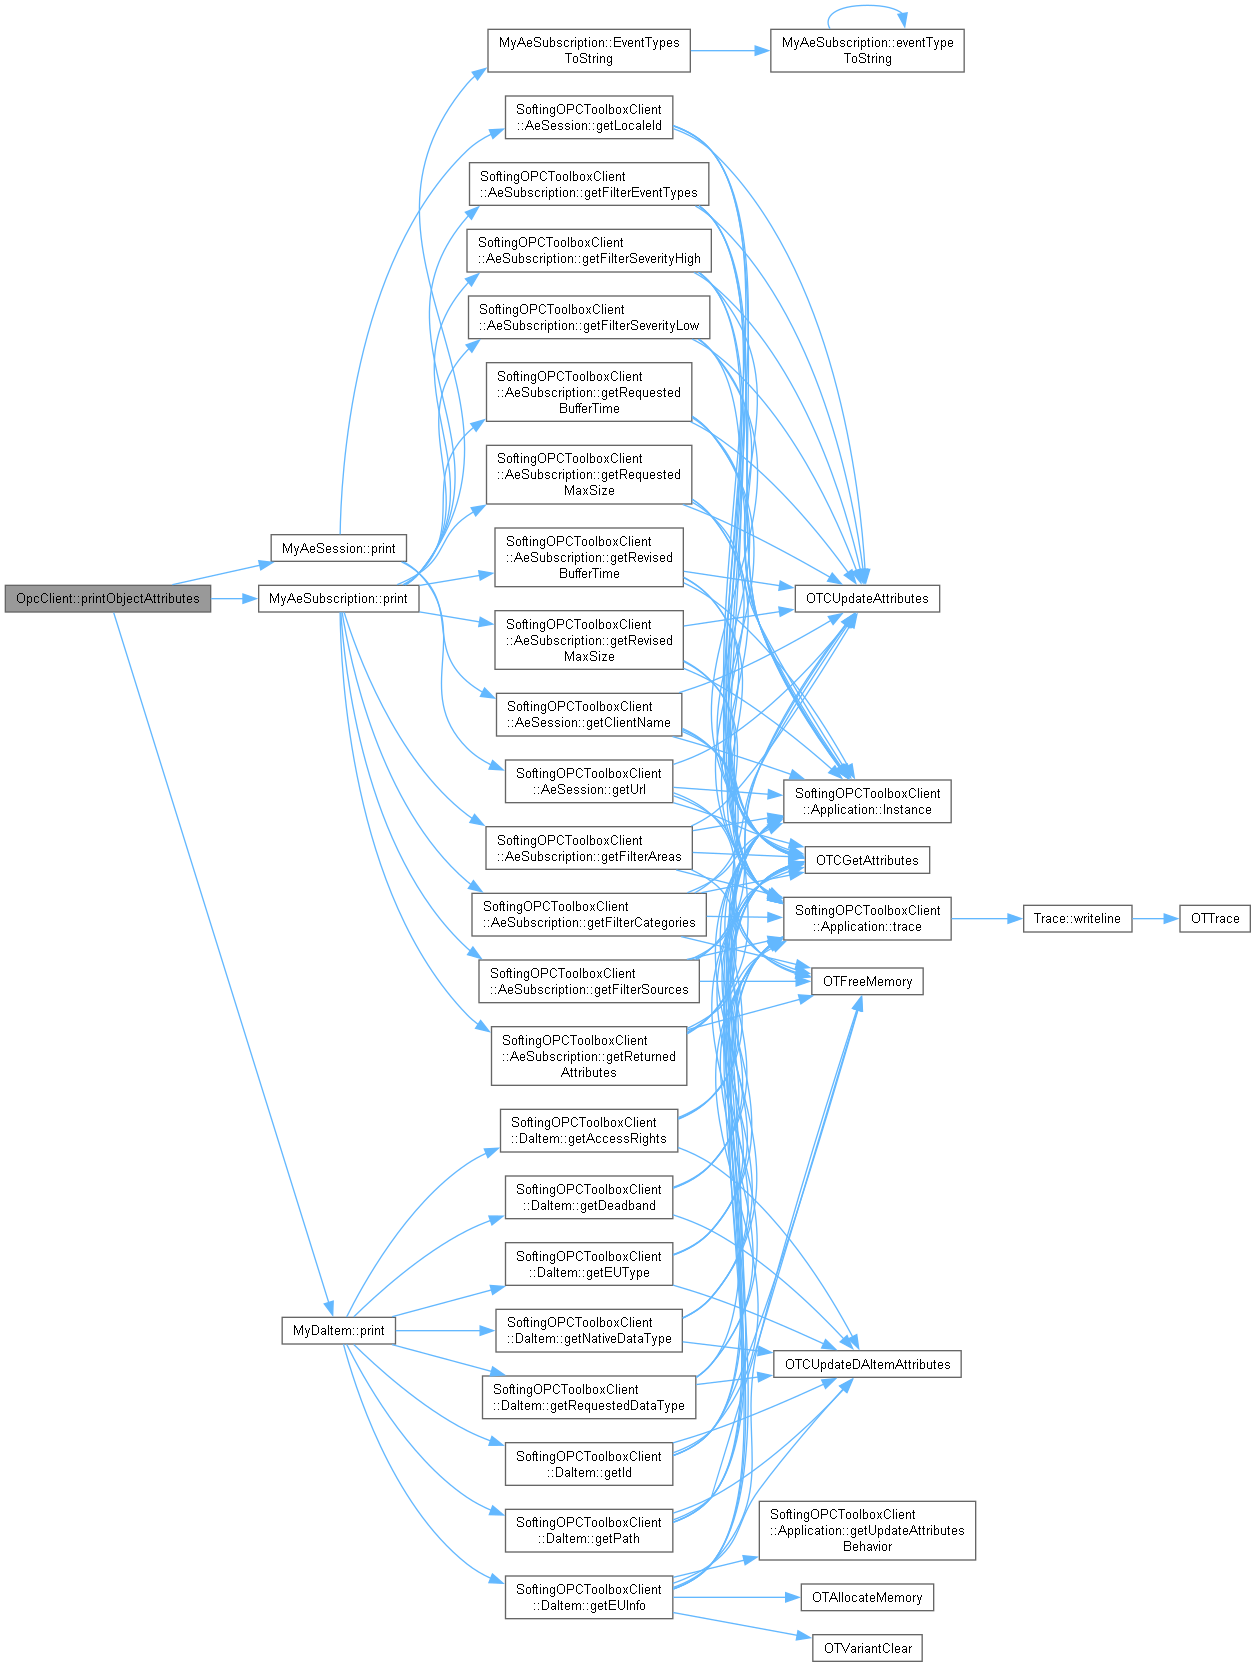 OpcClient::printObjectAttributes
MyAeSession::print
MyAeSubscription::print
MyDaItem::print
MyAeSubscription::EventTypes
ToString
SoftingOPCToolboxClient
::AeSession::getLocaleId
SoftingOPCToolboxClient
::AeSubscription::getFilterEventTypes
SoftingOPCToolboxClient
::AeSubscription::getFilterSeverityHigh
SoftingOPCToolboxClient
::AeSubscription::getFilterSeverityLow
SoftingOPCToolboxClient
::AeSubscription::getRequested
BufferTime
SoftingOPCToolboxClient
::AeSubscription::getRequested
MaxSize
SoftingOPCToolboxClient
::AeSubscription::getRevised
BufferTime
SoftingOPCToolboxClient
::AeSubscription::getRevised
MaxSize
SoftingOPCToolboxClient
::AeSession::getClientName
SoftingOPCToolboxClient
::AeSession::getUrl
SoftingOPCToolboxClient
::AeSubscription::getFilterAreas
SoftingOPCToolboxClient
::AeSubscription::getFilterCategories
SoftingOPCToolboxClient
::AeSubscription::getFilterSources
SoftingOPCToolboxClient
::AeSubscription::getReturned
Attributes
SoftingOPCToolboxClient
::DaItem::getAccessRights
SoftingOPCToolboxClient
::DaItem::getDeadband
SoftingOPCToolboxClient
::DaItem::getEUType
SoftingOPCToolboxClient
::DaItem::getNativeDataType
SoftingOPCToolboxClient
::DaItem::getRequestedDataType
SoftingOPCToolboxClient
::DaItem::getId
SoftingOPCToolboxClient
::DaItem::getPath
SoftingOPCToolboxClient
::DaItem::getEUInfo
MyAeSubscription::eventType
ToString
OTCUpdateAttributes
SoftingOPCToolboxClient
::Application::Instance
OTCGetAttributes
SoftingOPCToolboxClient
::Application::trace
OTFreeMemory
OTCUpdateDAItemAttributes
SoftingOPCToolboxClient
::Application::getUpdateAttributes
Behavior
OTAllocateMemory
OTVariantClear
Trace::writeline
OTTrace